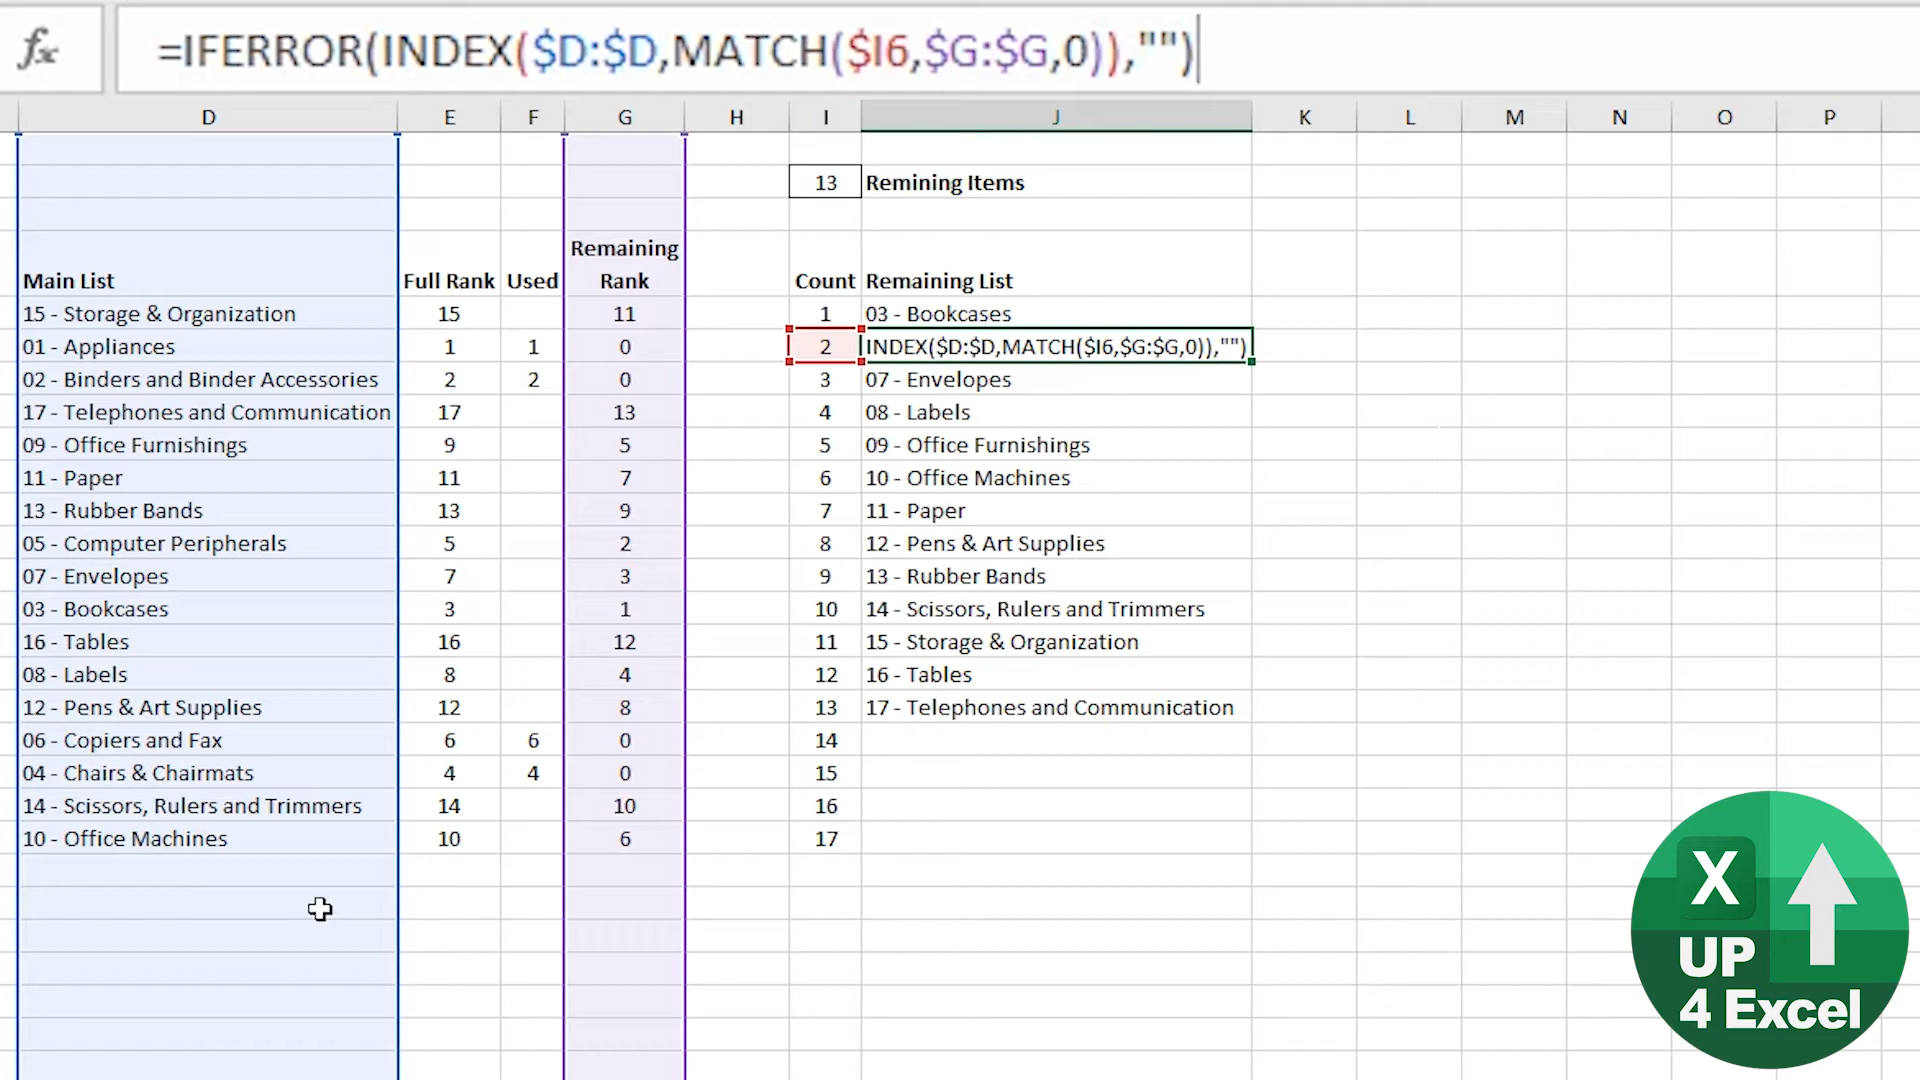 fx
=IFERROR(INDEX($D:$D,MATCH($I6,$G:$G,0)),"")
D E F G H I J K L M N O P
13 Remining Items
Remaining
Main List Full Rank Used Rank Count Remaining List
15 - Storage & Organization 15 11 1 03 - Bookcases
01 - Appliances 1 1 0 2 INDEX($D:$D,MATCH($I6,$G:$G,0)),"")
02 - Binders and Binder Accessories 2 2 0 3 07 - Envelopes
17 - Telephones and Communication 17 13 4 08 - Labels
09 - Office Furnishings 9 5 5 09 - Office Furnishings
11 - Paper 11 7 6 10 - Office Machines
13 - Rubber Bands 13 9 7 11 - Paper
05 - Computer Peripherals 5 2 8 12 - Pens & Art Supplies
07 - Envelopes 7 3 9 13 - Rubber Bands
03 - Bookcases 3 1 10 14 - Scissors, Rulers and Trimmers
16 - Tables 16 12 11 15 - Storage & Organization
08 - Labels 8 4 12 16 - Tables
12 - Pens & Art Supplies 12 8 13 17 - Telephones and Communication
06 - Copiers and Fax 6 6 0 14
04 - Chairs & Chairmats 4 4 0 15
14 - Scissors, Rulers and Trimmers 14 10 16
10 - Office Machines 10 6 17
X
UP
4 Excel